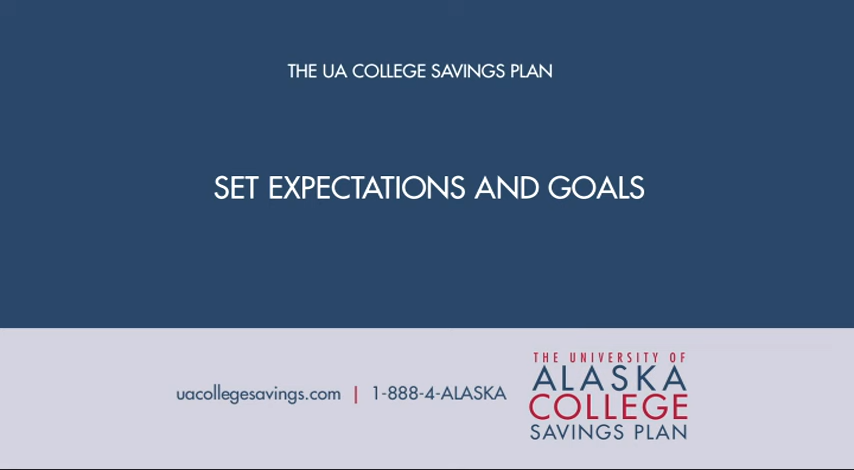 THE UA COLLEGE SAVINGS PLAN
SET EXPECTATIONS AND GOALS
uacollegesavings.com | 1-888-4-ALASKA
THE UNIVERSITY OF
ALASKA
COLLEGE
SAVINGS PLAN